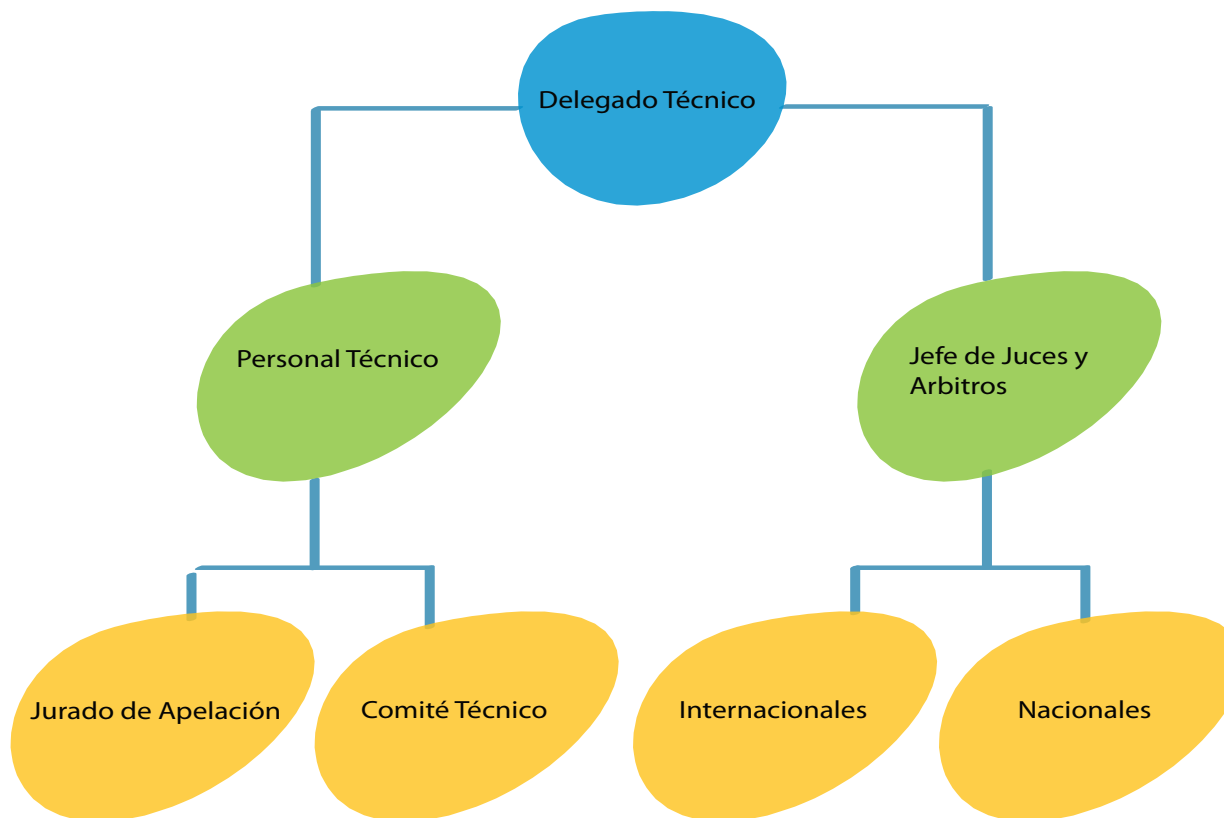 Delegado Técnico
Personal Técnico
Jefe de Juces y
Arbitros
Jurado de Apelación
Comité Técnico
Internacionales
Nacionales